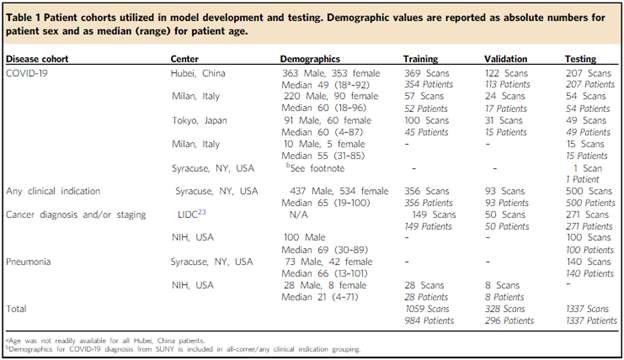 Table 1 Patient cohorts utilized in model development and testing. Demographic values are reported as absolute numbers for
patient sex and as median (range) for patient age.
Disease cohort Center Demographics Training Validation Testing
COVID-19 Hubei, China 363 Male, 353 female 369 Scans 122 Scans 207 Scans
Median 49 (18ᵃ–92) 354 Patients 113 Patients 207 Patients
Milan, Italy 220 Male, 90 female 57 Scans 24 Scans 54 Scans
Median 60 (18–96) 52 Patients 17 Patients 54 Patients
Tokyo, Japan 91 Male, 60 female 100 Scans 31 Scans 49 Scans
Median 60 (4–87) 45 Patients 15 Patients 49 Patients
Milan, Italy 10 Male, 5 female – – 15 Scans
Median 55 (31–85) 15 Patients
Syracuse, NY, USA ᵇSee footnote – – 1 Scan
1 Patient
Any clinical indication Syracuse, NY, USA 437 Male, 534 female 356 Scans 93 Scans 500 Scans
Median 65 (19–100) 356 Patients 93 Patients 500 Patients
Cancer diagnosis and/or staging LIDC²³ N/A 149 Scans 50 Scans 271 Scans
149 Patients 50 Patients 271 Patients
NIH, USA 100 Male – – 100 Scans
Median 69 (30–89) 100 Patients
Pneumonia Syracuse, NY, USA 73 Male, 42 female – – 140 Scans
Median 66 (13–101) 140 Patients
NIH, USA 28 Male, 8 female 28 Scans 8 Scans –
Median 21 (4–71) 28 Patients 8 Patients
Total 1059 Scans 328 Scans 1337 Scans
984 Patients 296 Patients 1337 Patients
ᵃAge was not readily available for all Hubei, China patients.
ᵇDemographics for COVID-19 diagnosis from SUNY is included in all-comer/any clinical indication grouping.